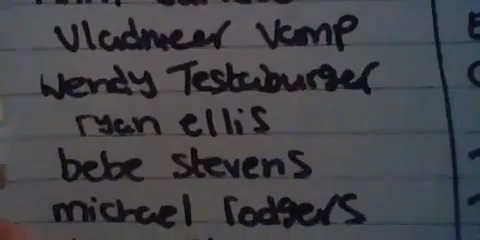 Vladmeer Vamp
Wendy Testaburger
ryan ellis
bebe stevens
michael rodgers